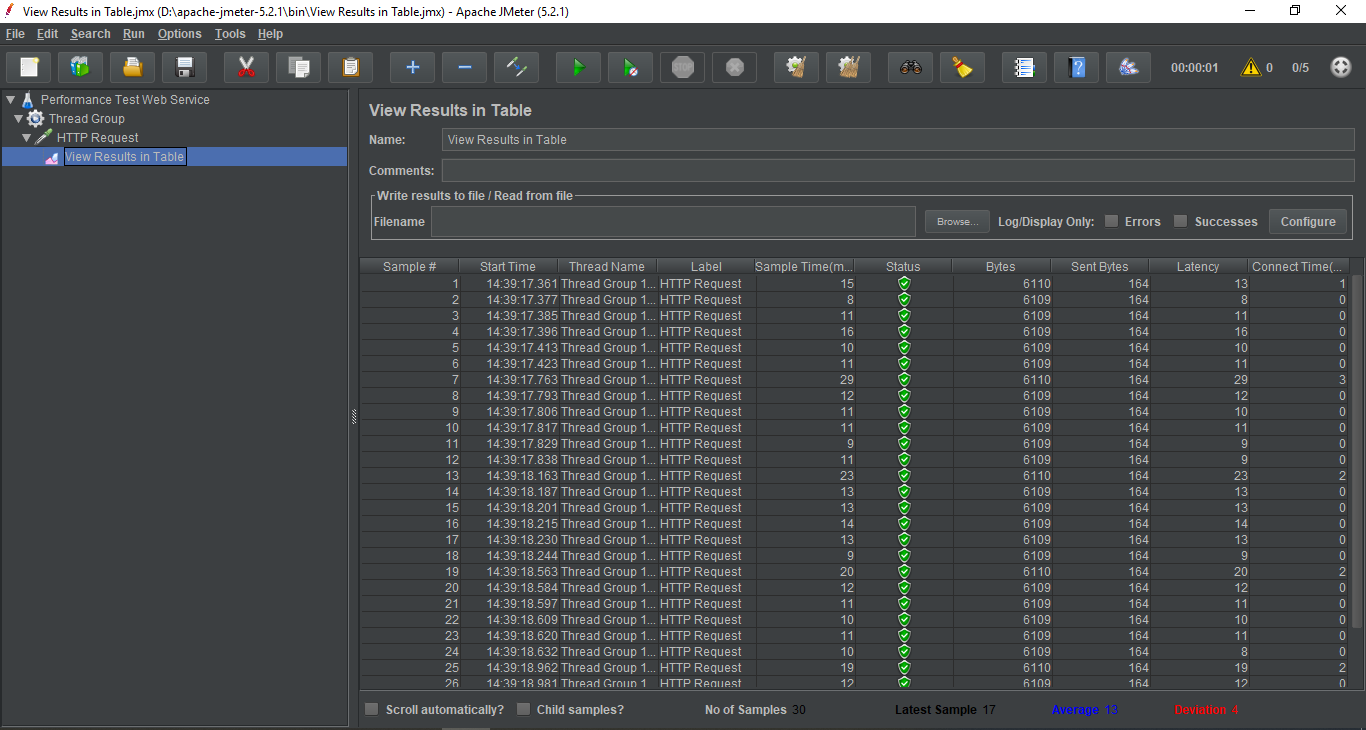 View Results in Table.jmx (D:\apache-jmeter-5.2.1\bin\View Results in Table.jmx) - Apache JMeter (5.2.1)
File Edit Search Run Options Tools Help
STOP 00:00:01 0 0/5
Performance Test Web Service
Thread Group
HTTP Request
View Results in Table
View Results in Table
Name: View Results in Table
Comments:
Write results to file / Read from file
Filename Browse... Log/Display Only: Errors Successes Configure
Sample # Start Time Thread Name Label Sample Time(m... Status Bytes Sent Bytes Latency Connect Time(...
1 14:39:17.361 Thread Group 1... HTTP Request 15 6110 164 13 1
2 14:39:17.377 Thread Group 1... HTTP Request 8 6109 164 8 0
3 14:39:17.385 Thread Group 1... HTTP Request 11 6109 164 11 0
4 14:39:17.396 Thread Group 1... HTTP Request 16 6109 164 16 0
5 14:39:17.413 Thread Group 1... HTTP Request 10 6109 164 10 0
6 14:39:17.423 Thread Group 1... HTTP Request 11 6109 164 11 0
7 14:39:17.763 Thread Group 1... HTTP Request 29 6110 164 29 3
8 14:39:17.793 Thread Group 1... HTTP Request 12 6109 164 12 0
9 14:39:17.806 Thread Group 1... HTTP Request 11 6109 164 10 0
10 14:39:17.817 Thread Group 1... HTTP Request 11 6109 164 11 0
11 14:39:17.829 Thread Group 1... HTTP Request 9 6109 164 9 0
12 14:39:17.838 Thread Group 1... HTTP Request 11 6109 164 9 0
13 14:39:18.163 Thread Group 1... HTTP Request 23 6110 164 23 2
14 14:39:18.187 Thread Group 1... HTTP Request 13 6109 164 13 0
15 14:39:18.201 Thread Group 1... HTTP Request 13 6109 164 13 0
16 14:39:18.215 Thread Group 1... HTTP Request 14 6109 164 14 0
17 14:39:18.230 Thread Group 1... HTTP Request 13 6109 164 13 0
18 14:39:18.244 Thread Group 1... HTTP Request 9 6109 164 9 0
19 14:39:18.563 Thread Group 1... HTTP Request 20 6110 164 20 2
20 14:39:18.584 Thread Group 1... HTTP Request 12 6109 164 12 0
21 14:39:18.597 Thread Group 1... HTTP Request 11 6109 164 11 0
22 14:39:18.609 Thread Group 1... HTTP Request 10 6109 164 10 0
23 14:39:18.620 Thread Group 1... HTTP Request 11 6109 164 11 0
24 14:39:18.632 Thread Group 1... HTTP Request 10 6109 164 8 0
25 14:39:18.962 Thread Group 1... HTTP Request 19 6110 164 19 2
26 14:39:18.981 Thread Group 1 HTTP Request 12 6109 164 12 0
Scroll automatically? Child samples? No of Samples 30 Latest Sample 17 Average 13 Deviation 4